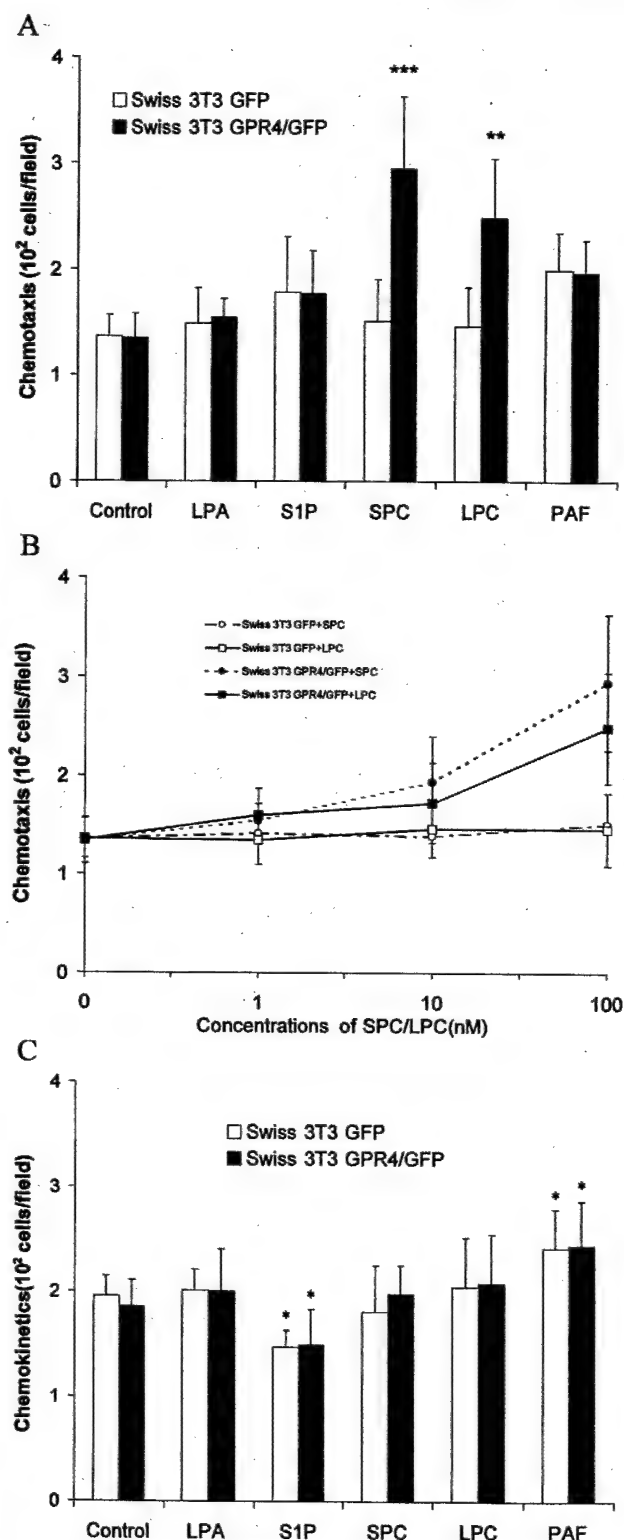 A
4
3
2
1
0
Chemotaxis (10² cells/field)
Swiss 3T3 GFP
Swiss 3T3 GPR4/GFP
***
**
Control LPA S1P SPC LPC PAF
B
4
3
2
1
0
Chemotaxis (10² cells/field)
Swiss 3T3 GFP+SPC
Swiss 3T3 GFP+LPC
Swiss 3T3 GPR4/GFP+SPC
Swiss 3T3 GPR4/GFP+LPC
0 1 10 100
Concentrations of SPC/LPC(nM)
C
4
3
2
1
0
Chemokinetics(10² cells/field)
Swiss 3T3 GFP
Swiss 3T3 GPR4/GFP
* *
* *
Control LPA S1P SPC LPC PAF